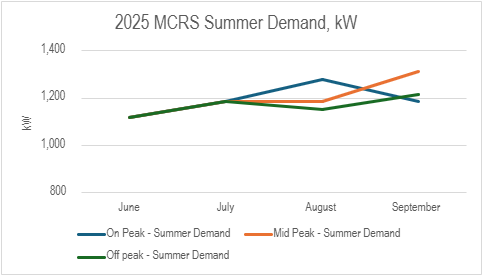 2025 MCRS Summer Demand, kW
1,400
1,200
1,000
800
kW
June July August September
On Peak - Summer Demand Mid Peak - Summer Demand
Off peak - Summer Demand